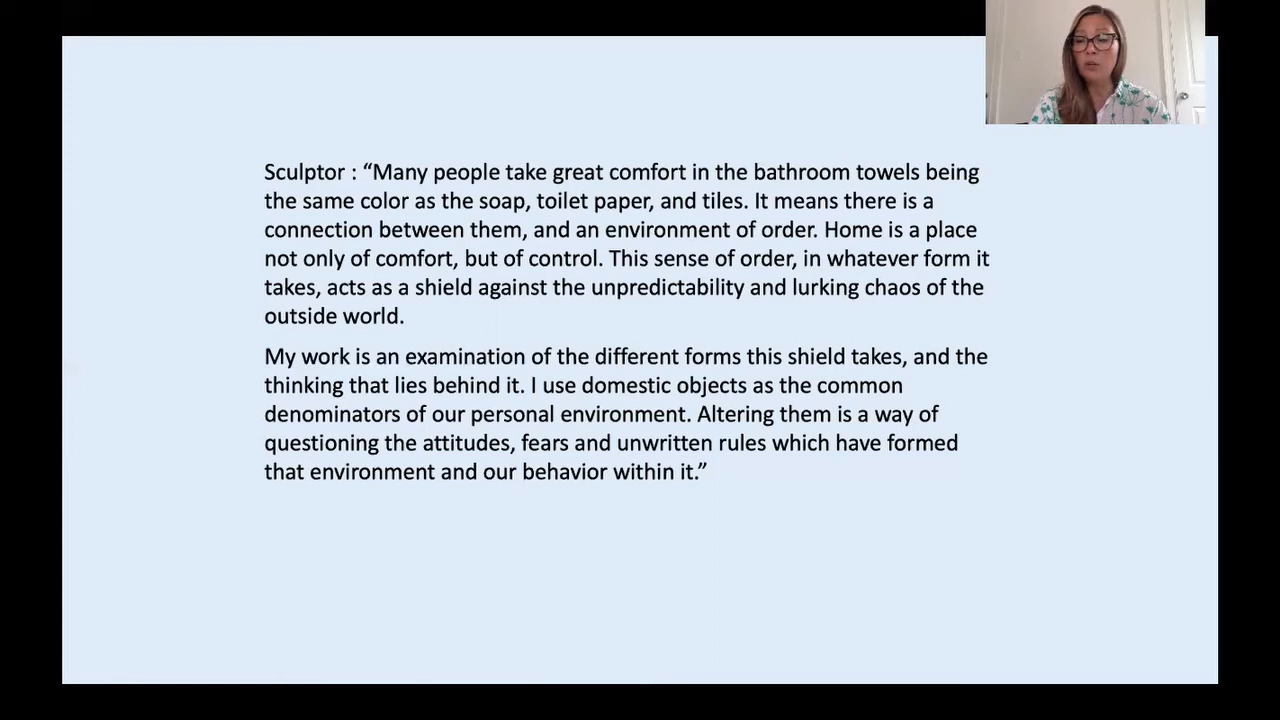 Sculptor : “Many people take great comfort in the bathroom towels being
the same color as the soap, toilet paper, and tiles. It means there is a
connection between them, and an environment of order. Home is a place
not only of comfort, but of control. This sense of order, in whatever form it
takes, acts as a shield against the unpredictability and lurking chaos of the
outside world.
My work is an examination of the different forms this shield takes, and the
thinking that lies behind it. I use domestic objects as the common
denominators of our personal environment. Altering them is a way of
questioning the attitudes, fears and unwritten rules which have formed
that environment and our behavior within it.”